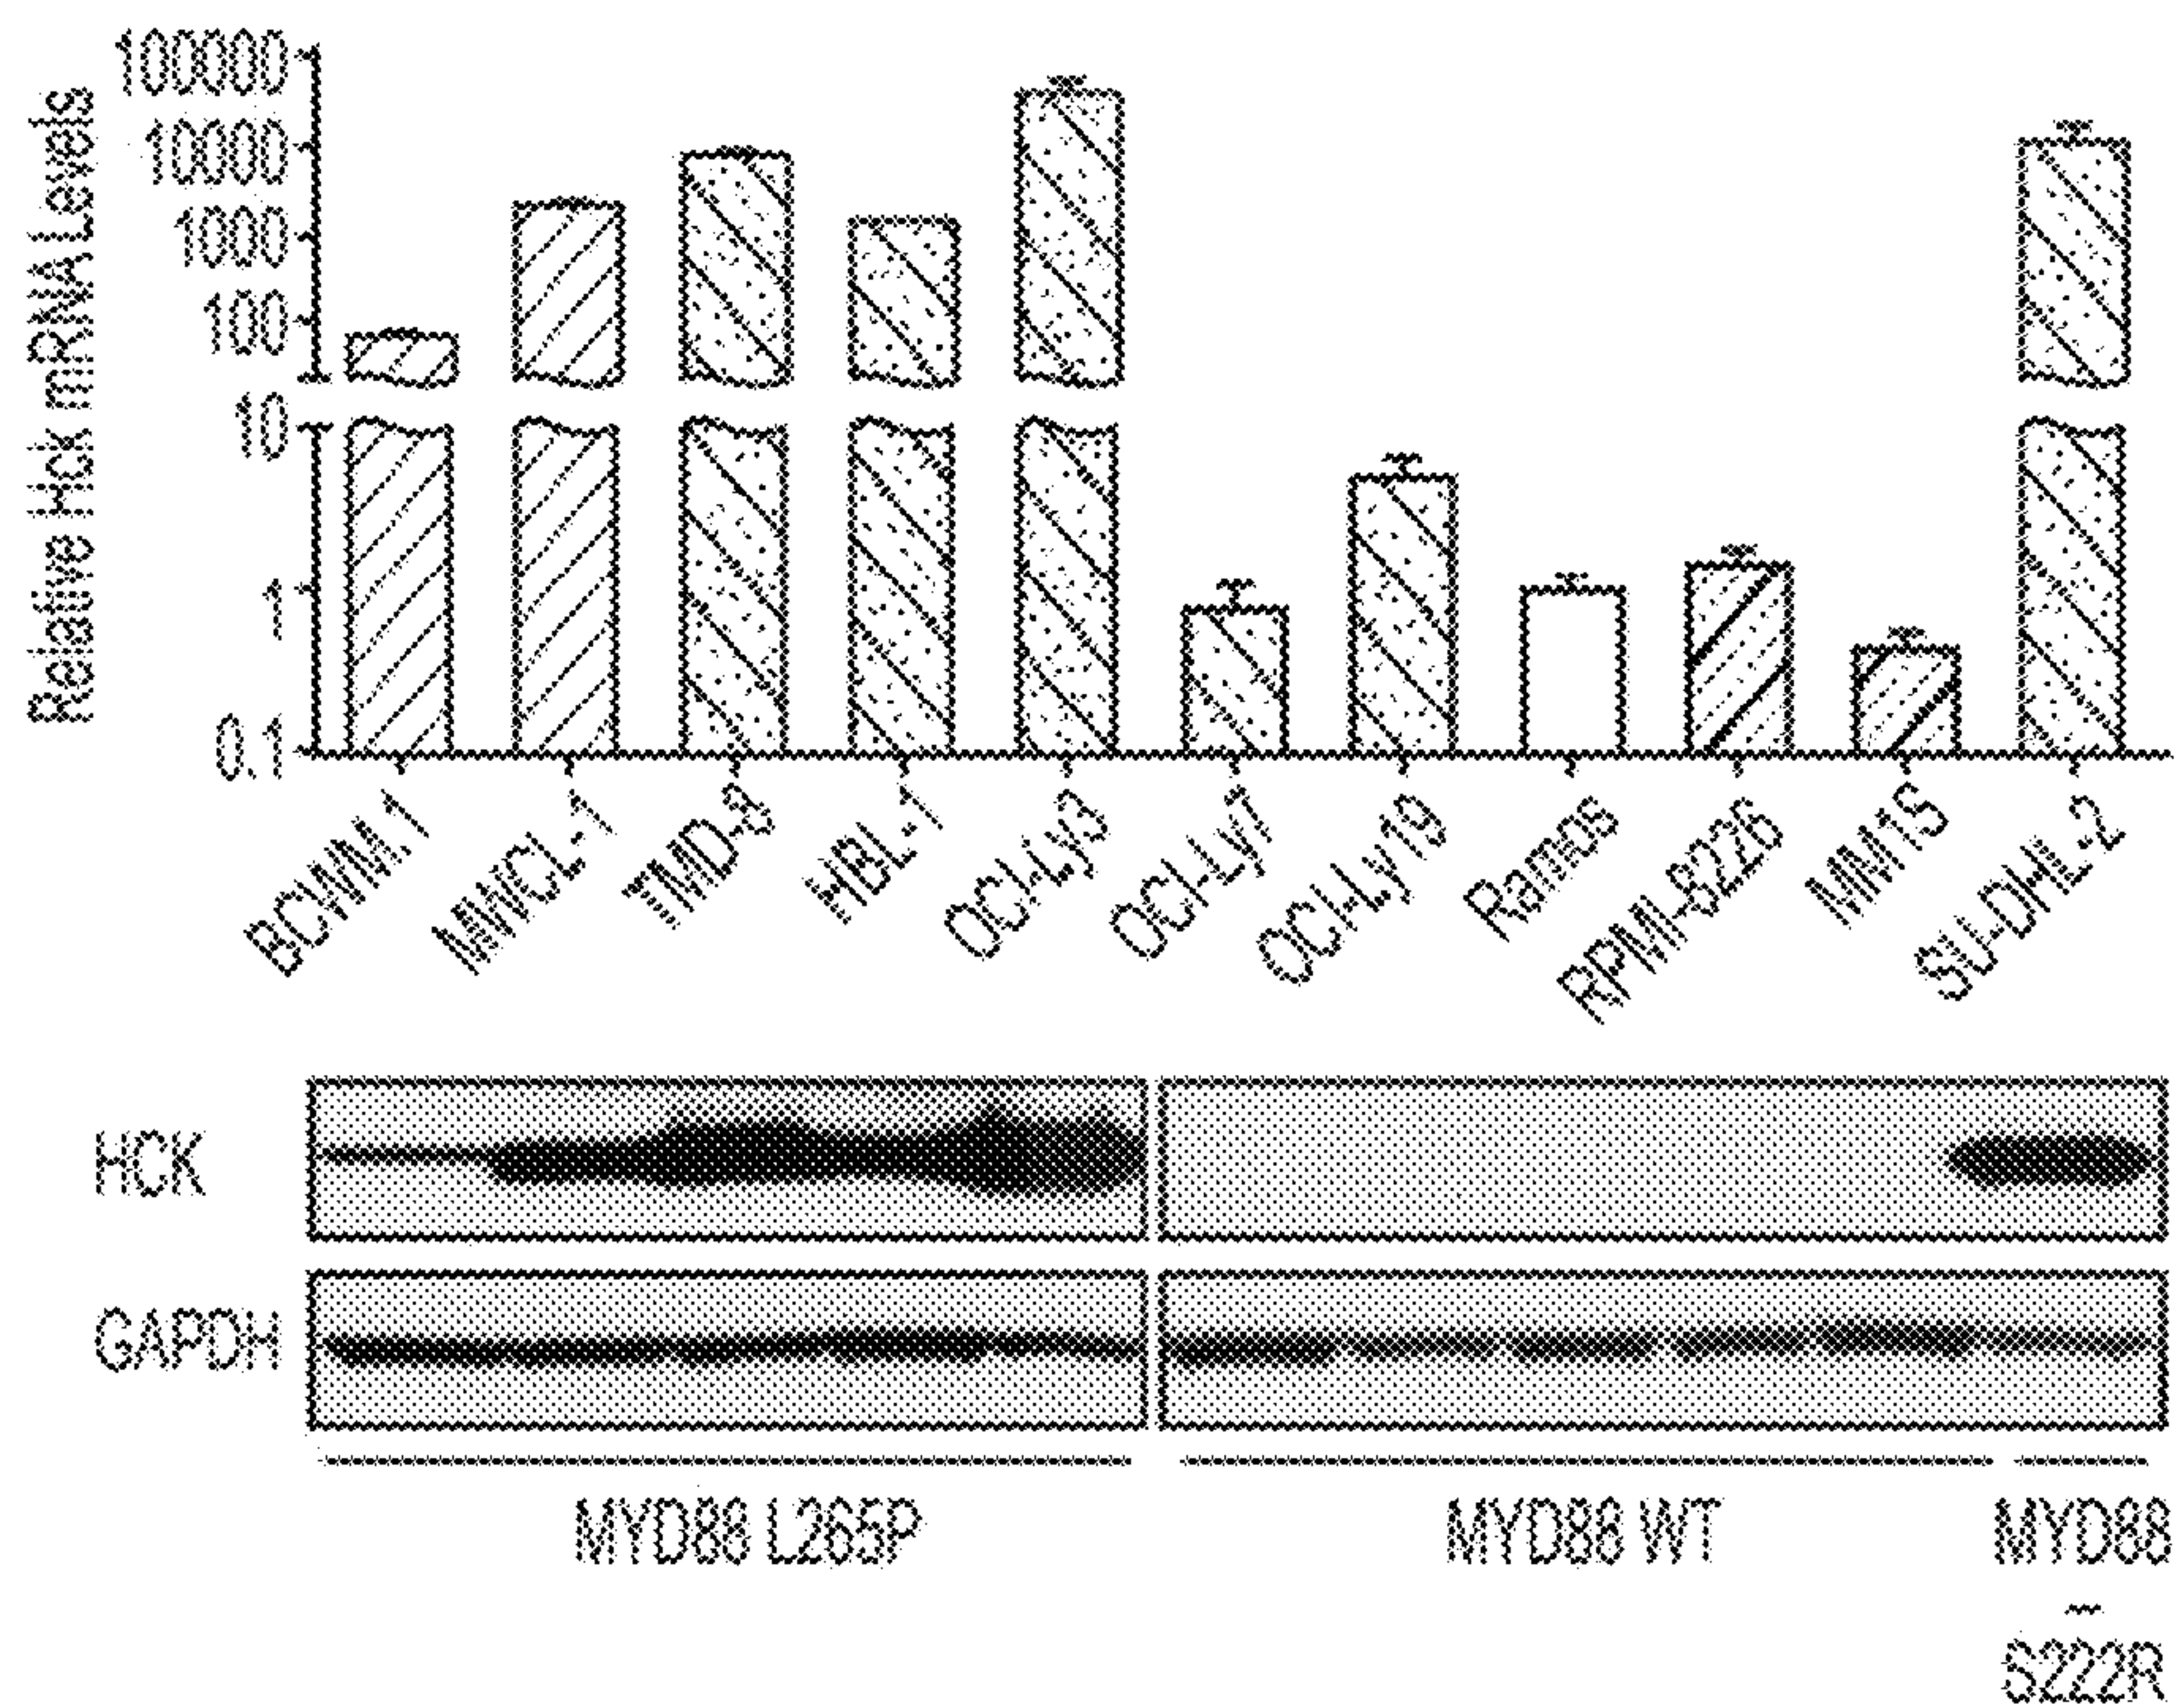 Relative Hck mRNA Levels
100000
10000
1000
100
10
1
0.1
BCWM.1
MWCL-1
TMD-8
HBL-1
OCI-Ly3
OCI-Ly7
OCI-Ly19
Ramos
RPMI-8226
MM1S
SU-DHL-2
HCK
GAPDH
MYD88 L265P
MYD88 WT
MYD88
~
S222R